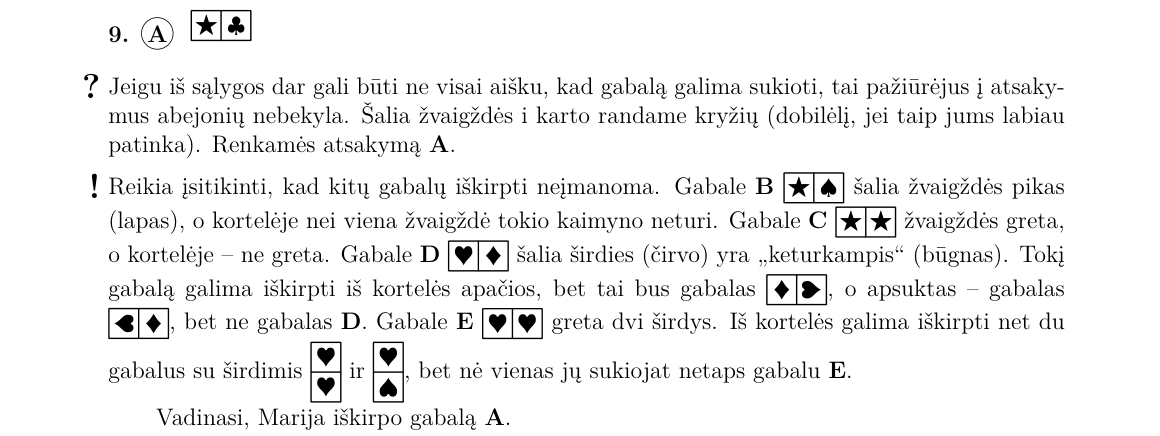 9. A ★♣
? Jeigu iš sąlygos dar gali būti ne visai aišku, kad gabalą galima sukioti, tai pažiūrėjus į atsaky-
mus abejonių nebekyla. Šalia žvaigždės i karto randame kryžių (dobilėlį, jei taip jums labiau
patinka). Renkamės atsakymą A.
! Reikia įsitikinti, kad kitų gabalų iškirpti neįmanoma. Gabale B ★♠ šalia žvaigždės pikas
(lapas), o kortelėje nei viena žvaigždė tokio kaimyno neturi. Gabale C ★★ žvaigždės greta,
o kortelėje – ne greta. Gabale D ♥♦ šalia širdies (čirvo) yra „keturkampis“ (būgnas). Tokį
gabalą galima iškirpti iš kortelės apačios, bet tai bus gabalas ♦♥, o apsuktas – gabalas
♥♦, bet ne gabalas D. Gabale E ♥♥ greta dvi širdys. Iš kortelės galima iškirpti net du
gabalus su širdimis ♥♥ ir ♥♥, bet nė vienas jų sukiojat netaps gabalu E.
Vadinasi, Marija iškirpo gabalą A.